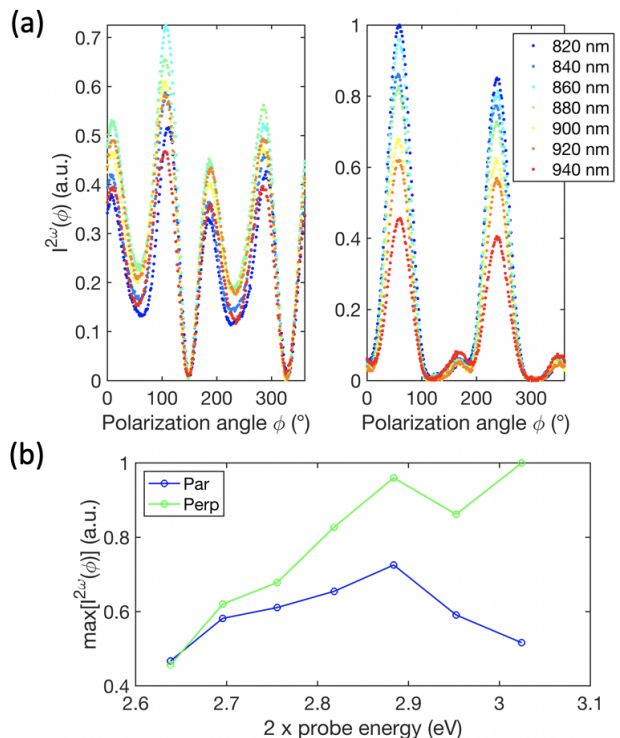 (a)
0.7
0.6
0.5
0.4
0.3
0.2
0.1
0
I²ω(ϕ) (a.u.)
0 100 200 300
Polarization angle ϕ (°)
1
0.8
0.6
0.4
0.2
0
0 100 200 300
Polarization angle ϕ (°)
820 nm
840 nm
860 nm
880 nm
900 nm
920 nm
940 nm
(b)
1
0.8
0.6
0.4
max[I²ω(ϕ)] (a.u.)
Par
Perp
2.6 2.7 2.8 2.9 3 3.1
2 x probe energy (eV)